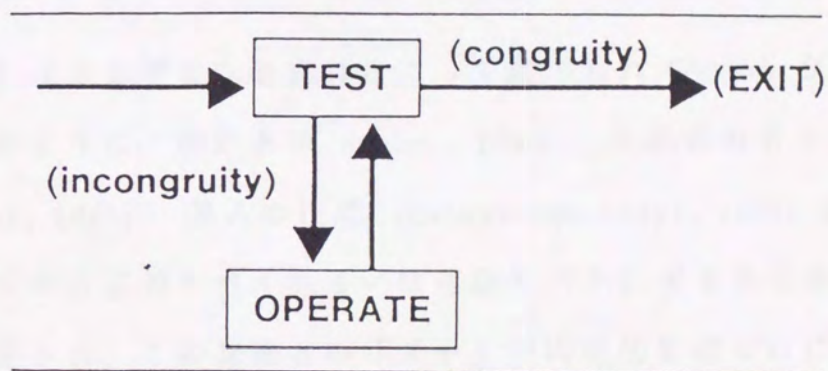 (congruity)
TEST
(EXIT)
(incongruity)
OPERATE